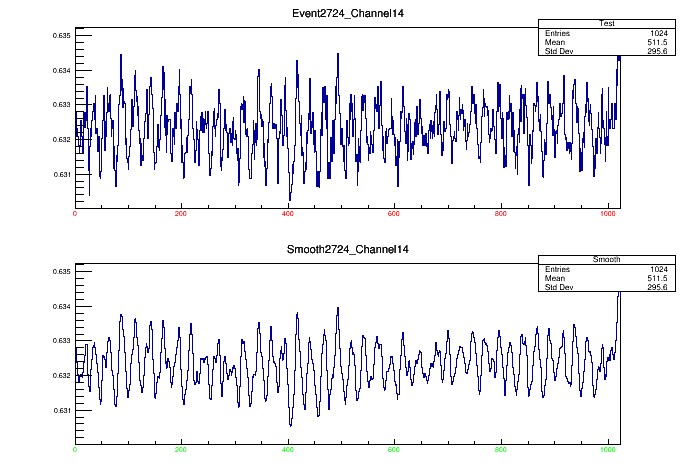 Event2724_Channel14
Test
Entries 1024
Mean 511.5
Std Dev 295.6
0.635
0.634
0.633
0.632
0.631
0 200 400 600 800 1000
Smooth2724_Channel14
Smooth
Entries 1024
Mean 511.5
Std Dev 295.6
0.635
0.634
0.633
0.632
0.631
0 200 400 600 800 1000